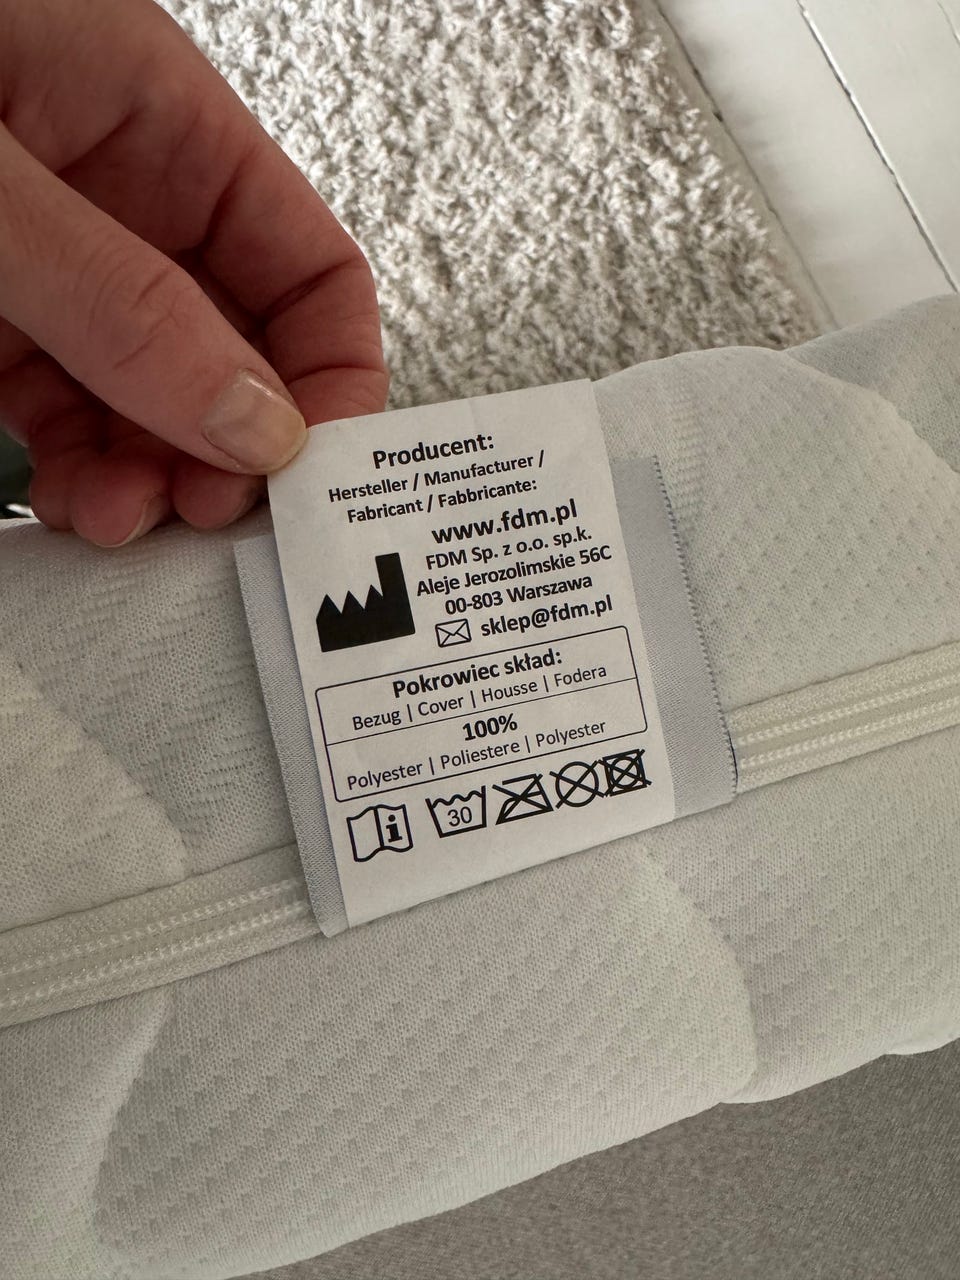 Producent:
Hersteller / Manufacturer /
Fabricant / Fabbricante:
www.fdm.pl
FDM Sp. z o.o. sp.k.
Aleje Jerozolimskie 56C
00-803 Warszawa
sklep@fdm.pl
Pokrowiec skład:
Bezug | Cover | Housse | Fodera
100%
Polyester | Poliestere | Polyester
i
30